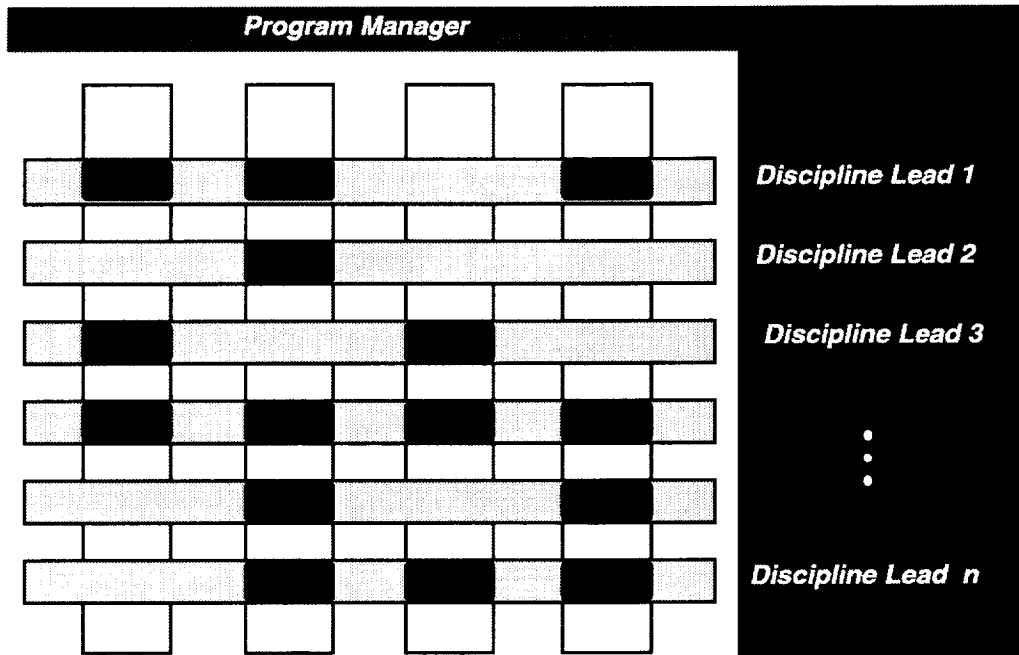 Program Manager
Discipline Lead 1
Discipline Lead 2
Discipline Lead 3
Discipline Lead n